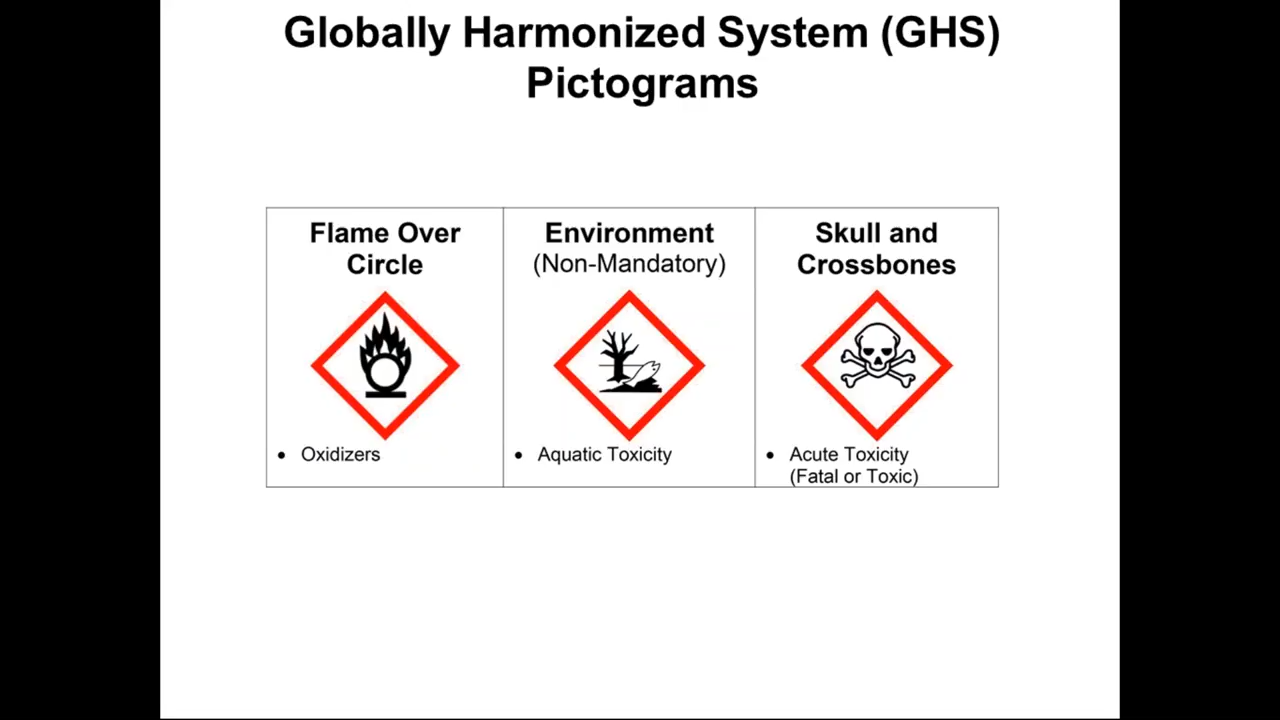 Globally Harmonized System (GHS)
Pictograms
Flame Over
Circle
• Oxidizers
Environment
(Non-Mandatory)
• Aquatic Toxicity
Skull and
Crossbones
• Acute Toxicity
(Fatal or Toxic)